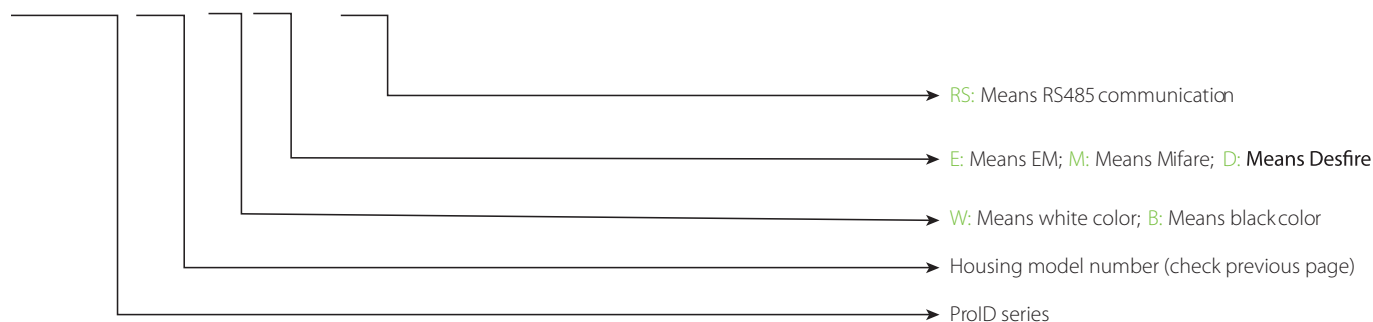 RS: Means RS485 communication
E: Means EM; M: Means Mifare; D: Means Desfire
W: Means white color; B: Means black color
Housing model number (check previous page)
ProID series